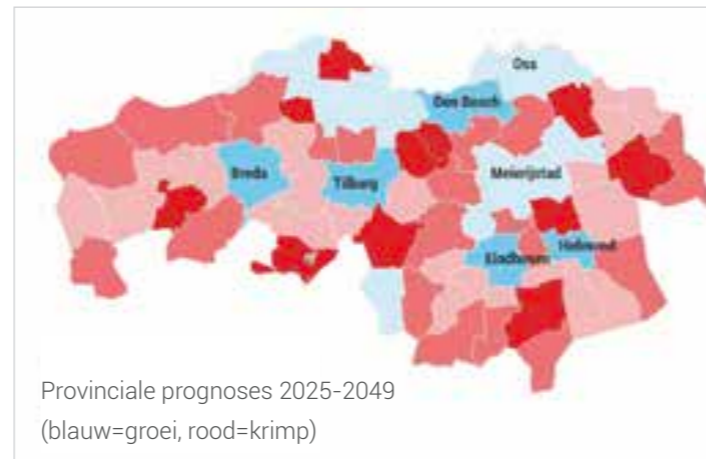 Oss
Den Bosch
Meierijstad
Breda
Tilburg
Helmond
Eindhoven
Provinciale prognoses 2025-2049
(blauw=groei, rood=krimp)